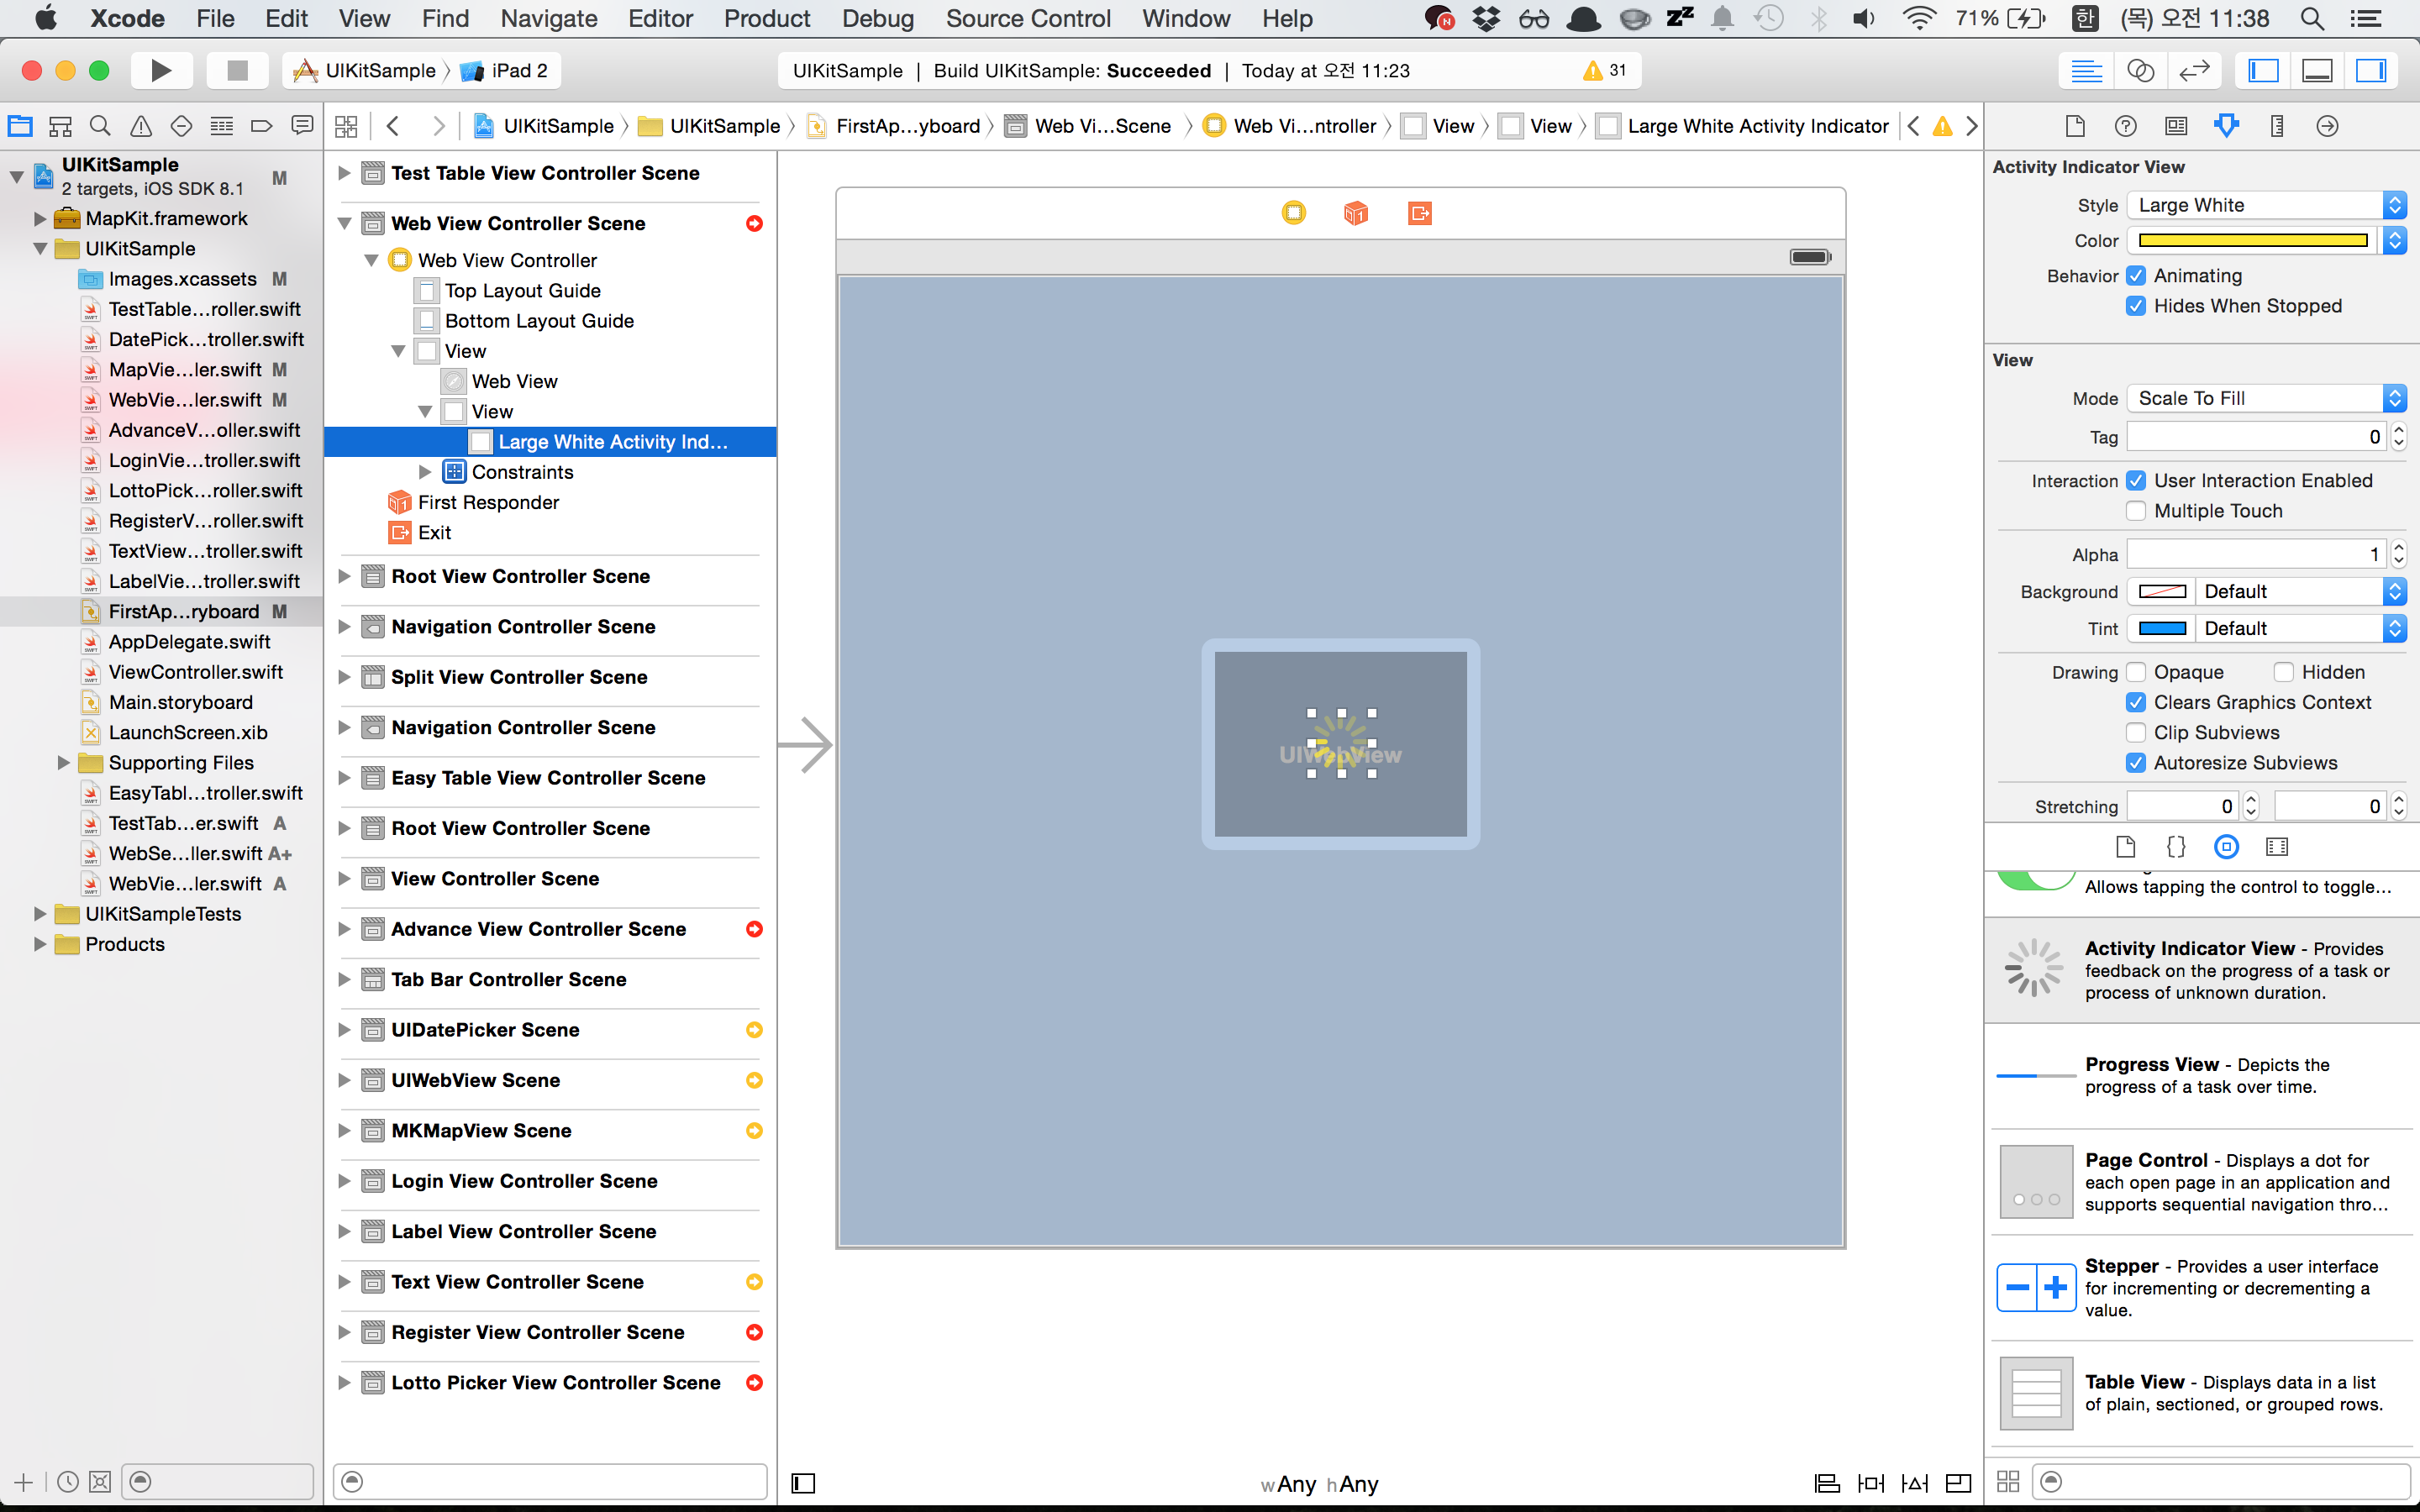 Xcode File Edit View Find Navigate Editor Product Debug Source Control Window Help 71% 한 (목) 오전 11:38
UIKitSample iPad 2
UIKitSample | Build UIKitSample: Succeeded | Today at 오전 11:23 31
UIKitSample UIKitSample FirstAp...yboard Web Vi...Scene Web Vi...ntroller View View Large White Activity Indicator
UIKitSample
2 targets, iOS SDK 8.1 M
MapKit.framework
UIKitSample
Images.xcassets M
TestTable...roller.swift
DatePick...troller.swift
MapVie...ler.swift M
WebVie...ler.swift M
AdvanceV...oller.swift
LoginVie...troller.swift
LottoPick...roller.swift
RegisterV...roller.swift
TextView...troller.swift
LabelVie...troller.swift
FirstAp...ryboard M
AppDelegate.swift
ViewController.swift
Main.storyboard
LaunchScreen.xib
Supporting Files
EasyTabl...troller.swift
TestTab...er.swift A
WebSe...ller.swift A+
WebVie...ler.swift A
UIKitSampleTests
Products
Test Table View Controller Scene
Web View Controller Scene
Web View Controller
Top Layout Guide
Bottom Layout Guide
View
Web View
View
Large White Activity Ind...
Constraints
First Responder
Exit
Root View Controller Scene
Navigation Controller Scene
Split View Controller Scene
Navigation Controller Scene
Easy Table View Controller Scene
Root View Controller Scene
View Controller Scene
Advance View Controller Scene
Tab Bar Controller Scene
UIDatePicker Scene
UIWebView Scene
MKMapView Scene
Login View Controller Scene
Label View Controller Scene
Text View Controller Scene
Register View Controller Scene
Lotto Picker View Controller Scene
UIWebView
wAny hAny
Activity Indicator View
Style Large White
Color
Behavior Animating
Hides When Stopped
View
Mode Scale To Fill
Tag 0
Interaction User Interaction Enabled
Multiple Touch
Alpha 1
Background Default
Tint Default
Drawing Opaque Hidden
Clears Graphics Context
Clip Subviews
Autoresize Subviews
Stretching 0 0
Allows tapping the control to toggle...
Activity Indicator View - Provides
feedback on the progress of a task or
process of unknown duration.
Progress View - Depicts the
progress of a task over time.
Page Control - Displays a dot for
each open page in an application and
supports sequential navigation thro...
Stepper - Provides a user interface
for incrementing or decrementing a
value.
Table View - Displays data in a list
of plain, sectioned, or grouped rows.